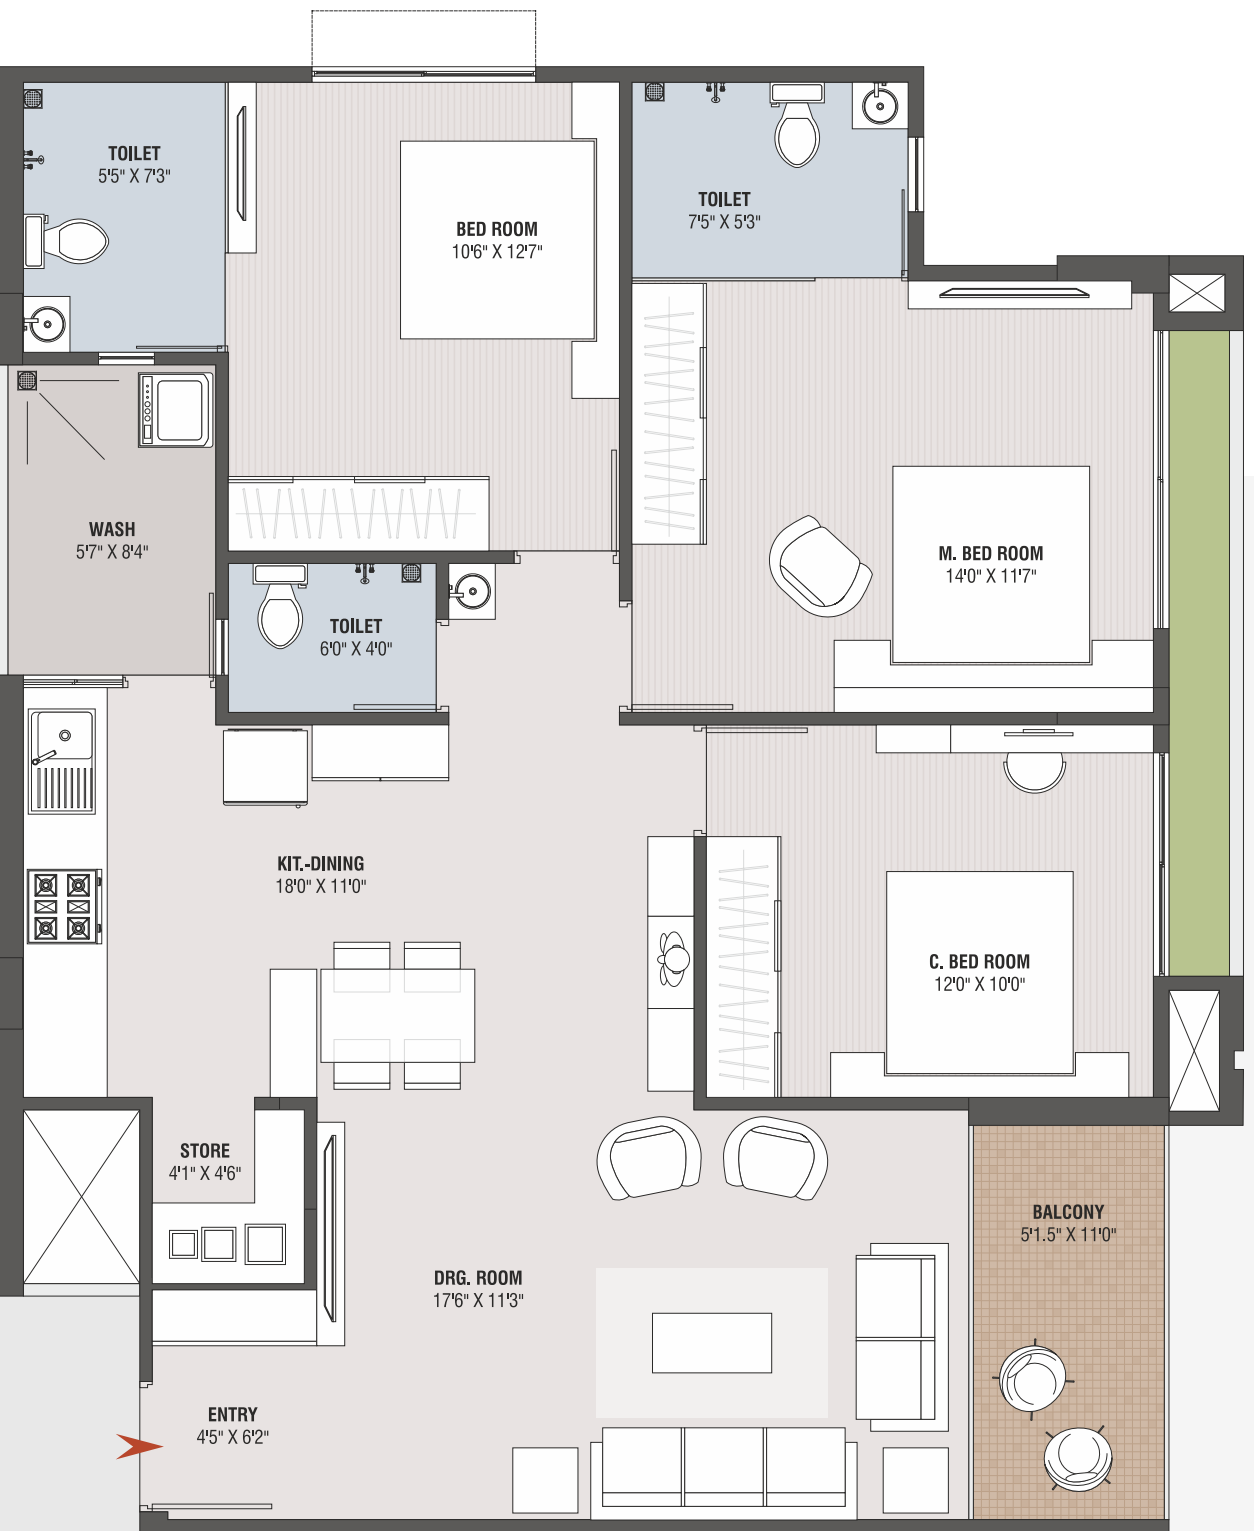 TOILET
5'5" X 7'3"
BED ROOM
10'6" X 12'7"
TOILET
7'5" X 5'3"
WASH
5'7" X 8'4"
M. BED ROOM
14'0" X 11'7"
TOILET
6'0" X 4'0"
KIT.-DINING
18'0" X 11'0"
C. BED ROOM
12'0" X 10'0"
STORE
4'1" X 4'6"
BALCONY
5'1.5" X 11'0"
DRG. ROOM
17'6" X 11'3"
ENTRY
4'5" X 6'2"